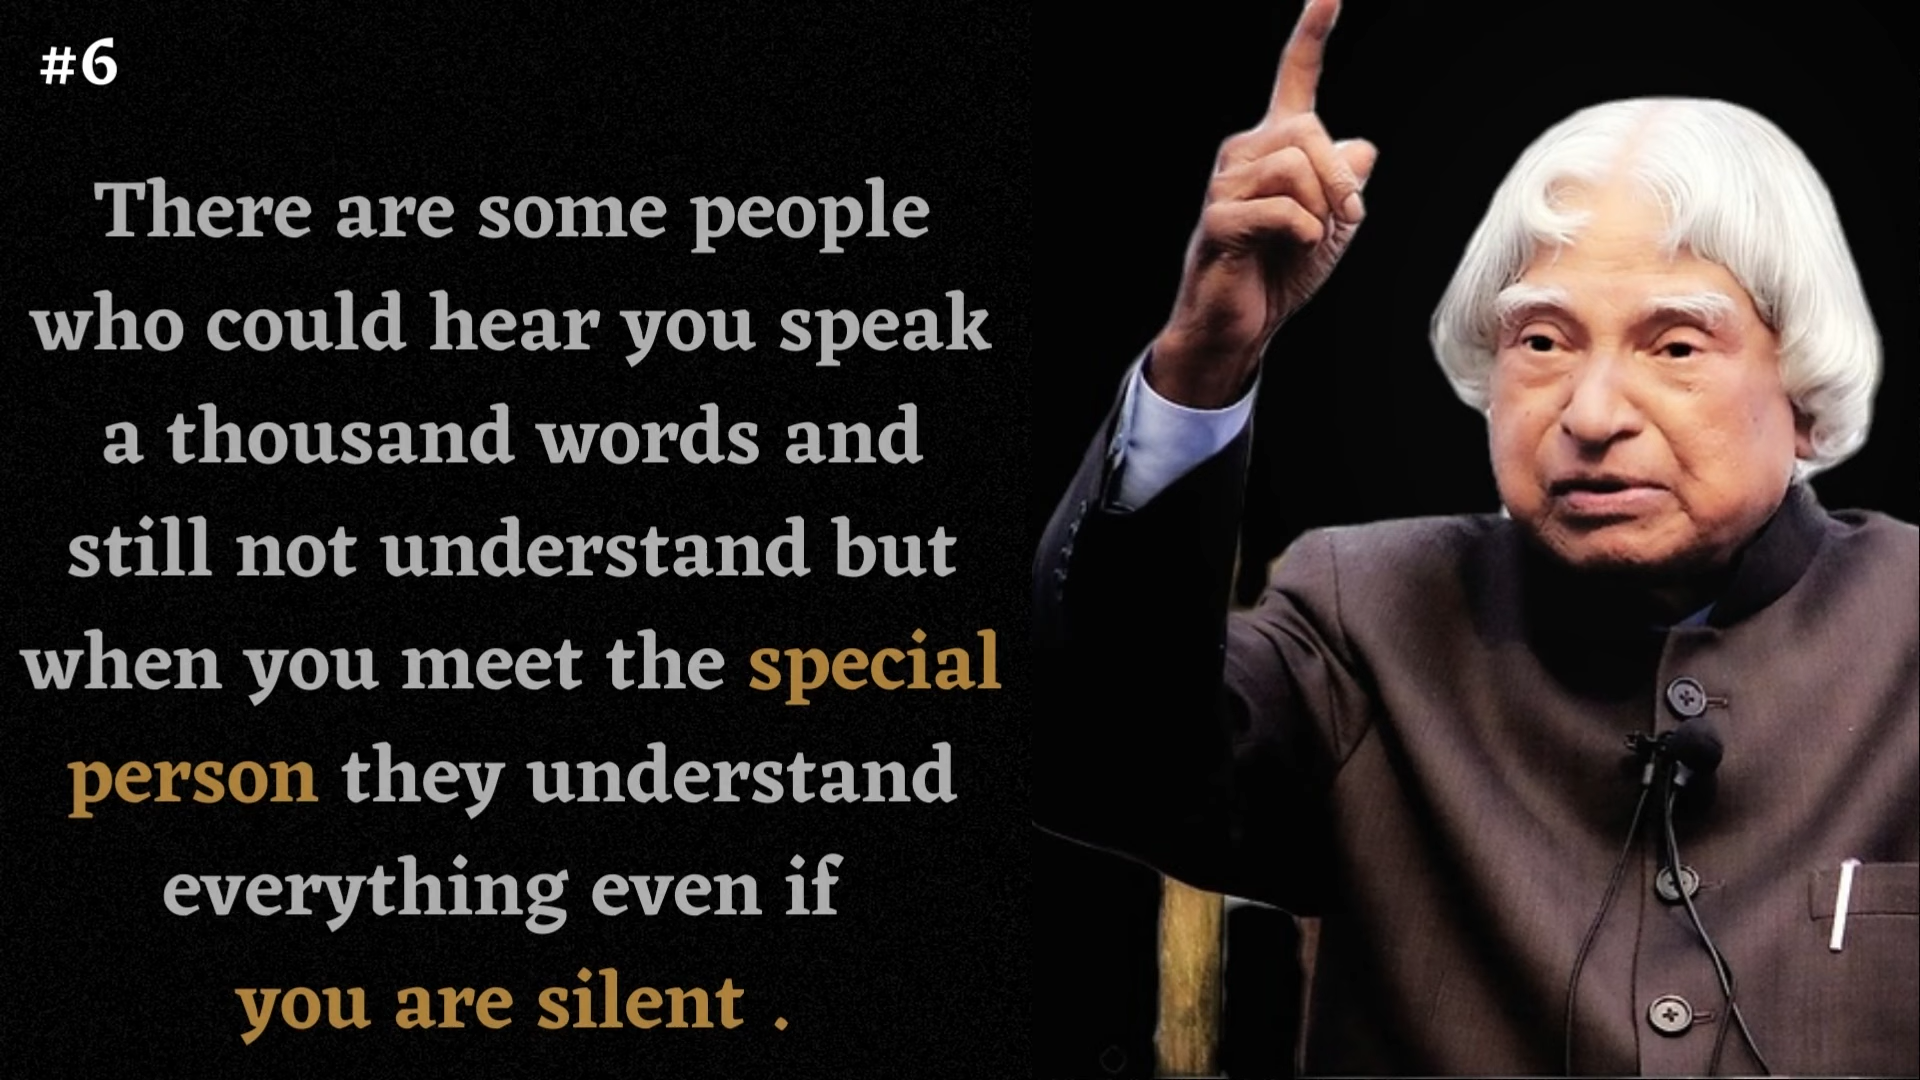 #6
There are some people
who could hear you speak
a thousand words and
still not understand but
when you meet the special
person they understand
everything even if
you are silent .